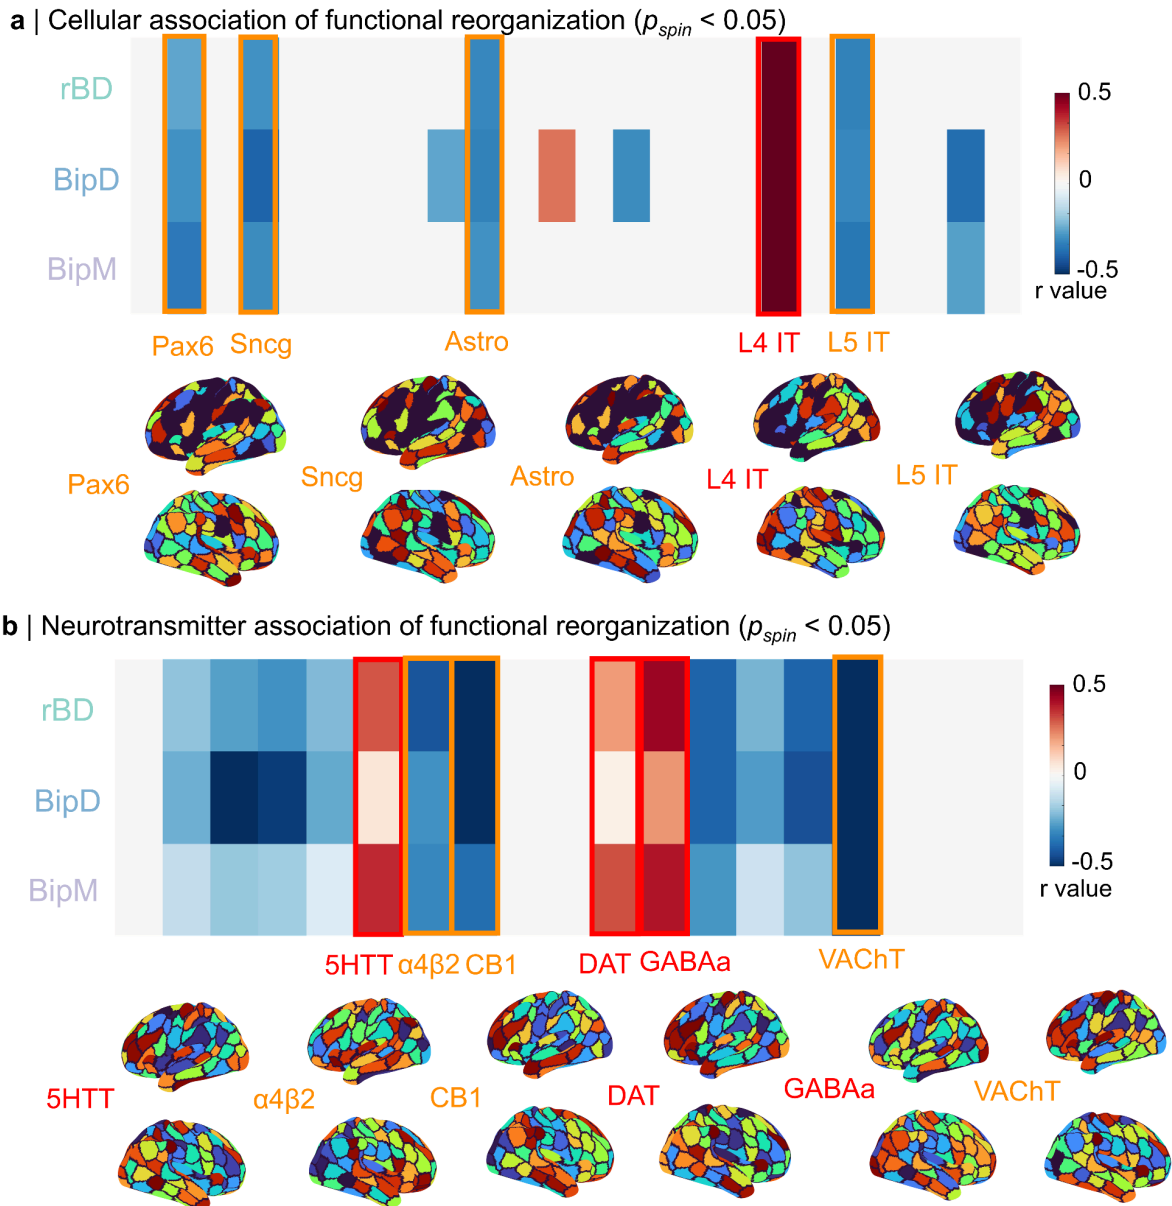 a | Cellular association of functional reorganization (pspin < 0.05)
rBD
BipD
BipM
0.5
0
-0.5
r value
Pax6 Sncg Astro L4 IT L5 IT
Pax6 Sncg Astro L4 IT L5 IT
b | Neurotransmitter association of functional reorganization (pspin < 0.05)
rBD
BipD
BipM
0.5
0
-0.5
r value
5HTT α4β2 CB1 DAT GABAa VAChT
5HTT α4β2 CB1 DAT GABAa VAChT